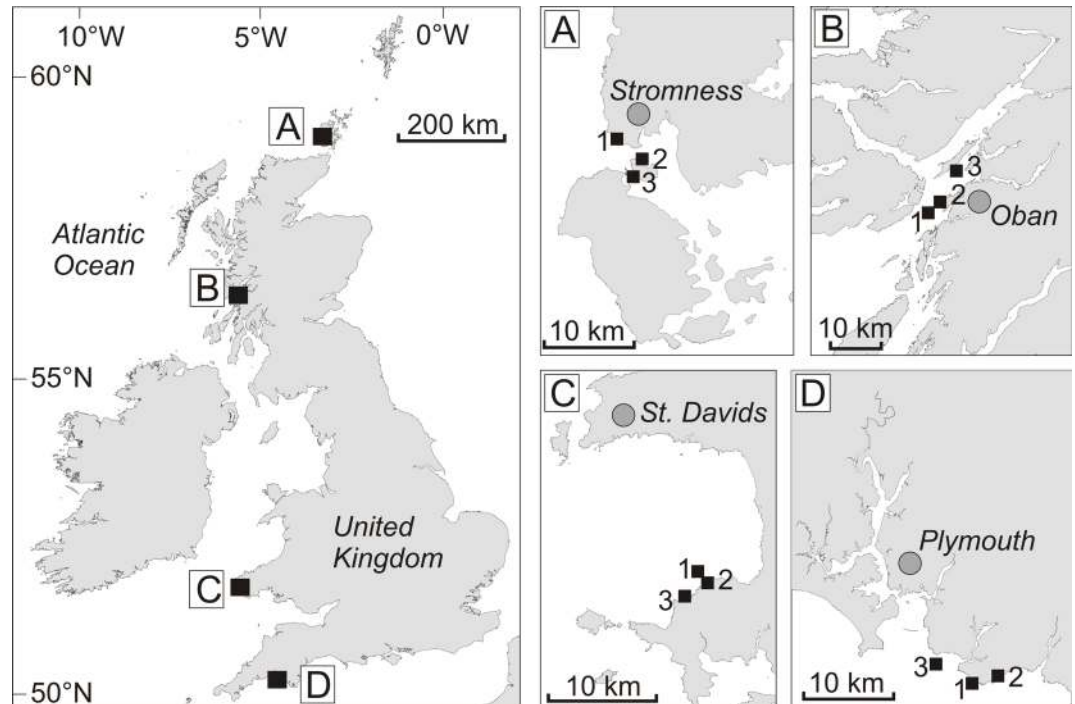 10°W
5°W
0°W
60°N
55°N
50°N
200 km
Atlantic
Ocean
United
Kingdom
A
B
C
D
A
Stromness
1
2
3
10 km
B
3
2
1
Oban
10 km
C
St. Davids
1
2
3
10 km
D
Plymouth
3
1
2
10 km